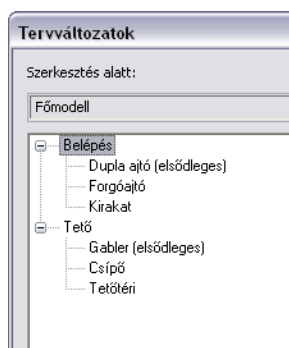 Tervváltozatok
Szerkesztés alatt:
Főmodell
Belépés
Dupla ajtó (elsődleges)
Forgóajtó
Kirakat
Tető
Gabler (elsődleges)
Csípő
Tetőtéri